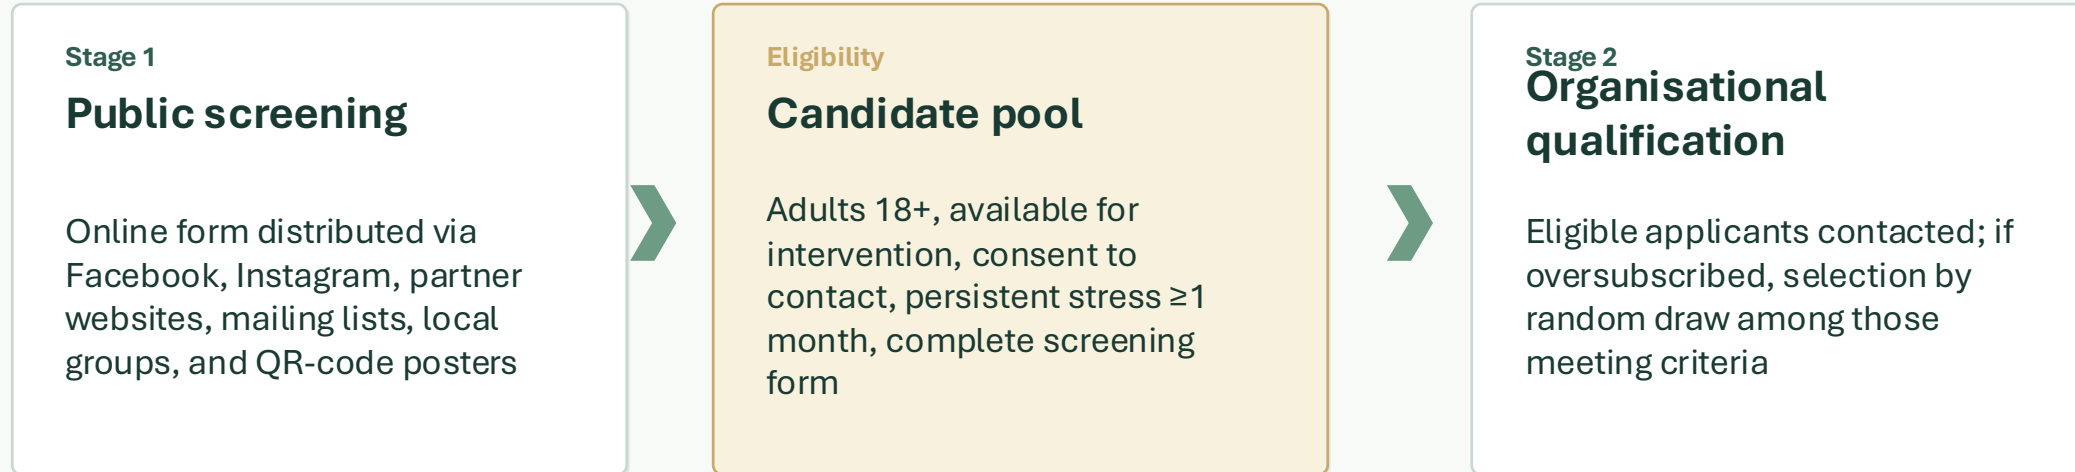 Stage 1
Public screening
Online form distributed via
Facebook, Instagram, partner
websites, mailing lists, local
groups, and QR-code posters
Eligibility
Candidate pool
Adults 18+, available for
intervention, consent to
contact, persistent stress ≥1
month, complete screening
form
Stage 2
Organisational
qualification
Eligible applicants contacted; if
oversubscribed, selection by
random draw among those
meeting criteria